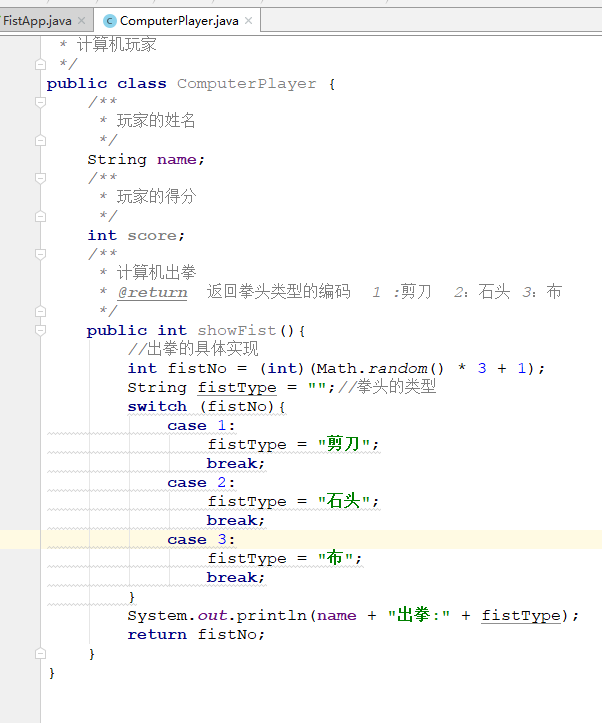 FistApp.java ComputerPlayer.java
* 计算机玩家
*/
public class ComputerPlayer {
/**
* 玩家的姓名
*/
String name;
/**
* 玩家的得分
*/
int score;
/**
* 计算机出拳
* @return 返回拳头类型的编码 1 :剪刀 2：石头 3：布
*/
public int showFist(){
//出拳的具体实现
int fistNo = (int)(Math.random() * 3 + 1);
String fistType = "";//拳头的类型
switch (fistNo){
case 1:
fistType = "剪刀";
break;
case 2:
fistType = "石头";
break;
case 3:
fistType = "布";
break;
}
System.out.println(name + "出拳:" + fistType);
return fistNo;
}
}